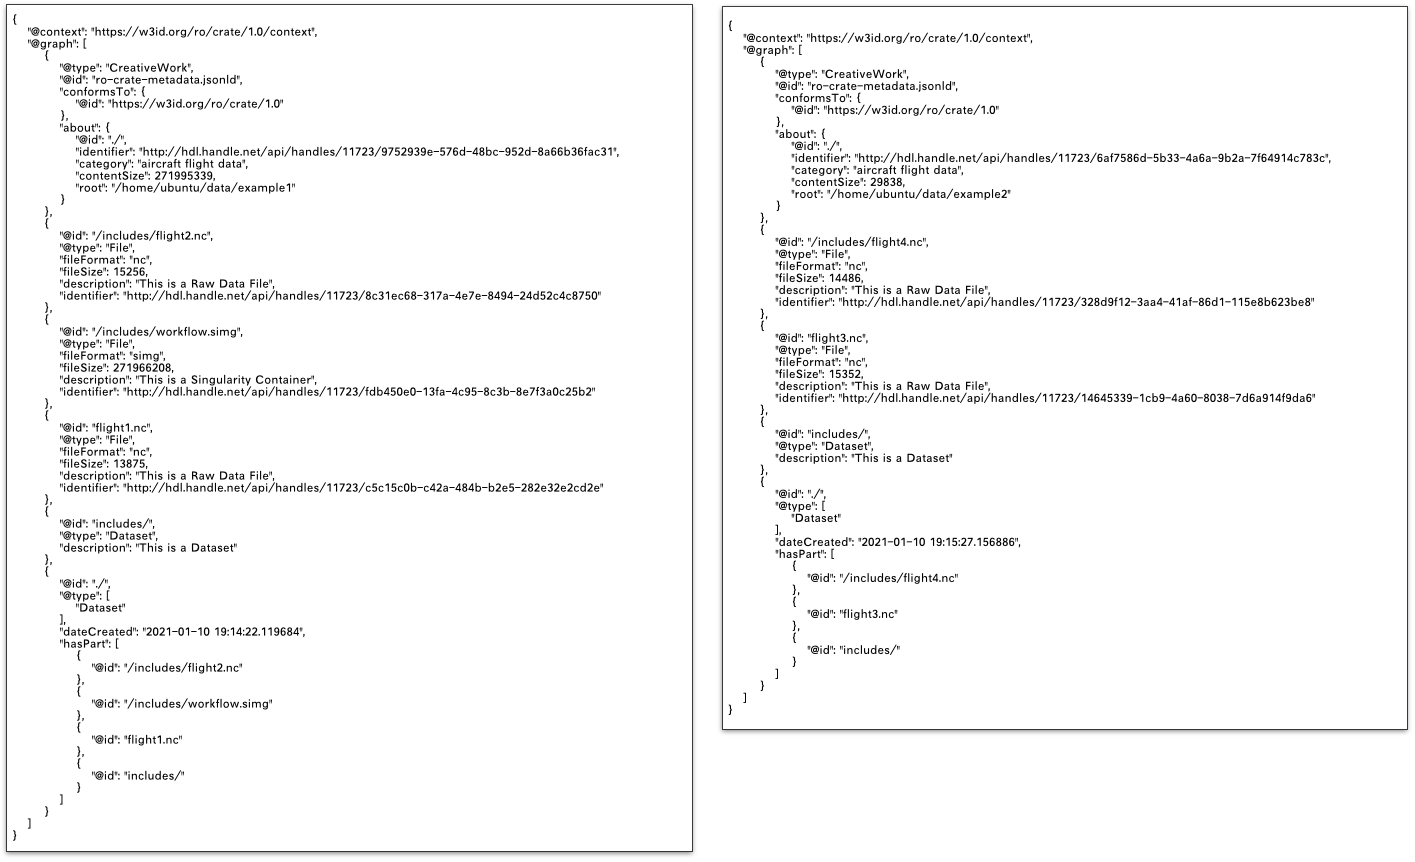 {
"@context": "https://w3id.org/ro/crate/1.0/context",
"@graph": [
{
"@type": "CreativeWork",
"@id": "ro-crate-metadata.jsonld",
"conformsTo": {
"@id": "https://w3id.org/ro/crate/1.0"
},
"about": {
"@id": "./",
"identifier": "http://hdl.handle.net/api/handles/11723/9752939e-576d-48bc-952d-8a66b36fac31",
"category": "aircraft flight data",
"contentSize": 271995339,
"root": "/home/ubuntu/data/example1"
}
},
{
"@id": "/includes/flight2.nc",
"@type": "File",
"fileFormat": "nc",
"fileSize": 15256,
"description": "This is a Raw Data File",
"identifier": "http://hdl.handle.net/api/handles/11723/8c31ec68-317a-4e7e-8494-24d52c4c8750"
},
{
"@id": "/includes/workflow.simg",
"@type": "File",
"fileFormat": "simg",
"fileSize": 271966208,
"description": "This is a Singularity Container",
"identifier": "http://hdl.handle.net/api/handles/11723/fdb450e0-13fa-4c95-8c3b-8e7f3a0c25b2"
},
{
"@id": "flight1.nc",
"@type": "File",
"fileFormat": "nc",
"fileSize": 13875,
"description": "This is a Raw Data File",
"identifier": "http://hdl.handle.net/api/handles/11723/c5c15c0b-c42a-484b-b2e5-282e32e2cd2e"
},
{
"@id": "includes/",
"@type": "Dataset",
"description": "This is a Dataset"
},
{
"@id": "./",
"@type": [
"Dataset"
],
"dateCreated": "2021-01-10 19:14:22.119684",
"hasPart": [
{
"@id": "/includes/flight2.nc"
},
{
"@id": "/includes/workflow.simg"
},
{
"@id": "flight1.nc"
},
{
"@id": "includes/"
}
]
}
]
}
{
"@context": "https://w3id.org/ro/crate/1.0/context",
"@graph": [
{
"@type": "CreativeWork",
"@id": "ro-crate-metadata.jsonld",
"conformsTo": {
"@id": "https://w3id.org/ro/crate/1.0"
},
"about": {
"@id": "./",
"identifier": "http://hdl.handle.net/api/handles/11723/6af7586d-5b33-4a6a-9b2a-7f64914c783c",
"category": "aircraft flight data",
"contentSize": 29838,
"root": "/home/ubuntu/data/example2"
}
},
{
"@id": "/includes/flight4.nc",
"@type": "File",
"fileFormat": "nc",
"fileSize": 14486,
"description": "This is a Raw Data File",
"identifier": "http://hdl.handle.net/api/handles/11723/328d9f12-3aa4-41af-86d1-115e8b623be8"
},
{
"@id": "flight3.nc",
"@type": "File",
"fileFormat": "nc",
"fileSize": 15352,
"description": "This is a Raw Data File",
"identifier": "http://hdl.handle.net/api/handles/11723/14645339-1cb9-4a60-8038-7d6a914f9da6"
},
{
"@id": "includes/",
"@type": "Dataset",
"description": "This is a Dataset"
},
{
"@id": "./",
"@type": [
"Dataset"
],
"dateCreated": "2021-01-10 19:15:27.156886",
"hasPart": [
{
"@id": "/includes/flight4.nc"
},
{
"@id": "flight3.nc"
},
{
"@id": "includes/"
}
]
}
]
}